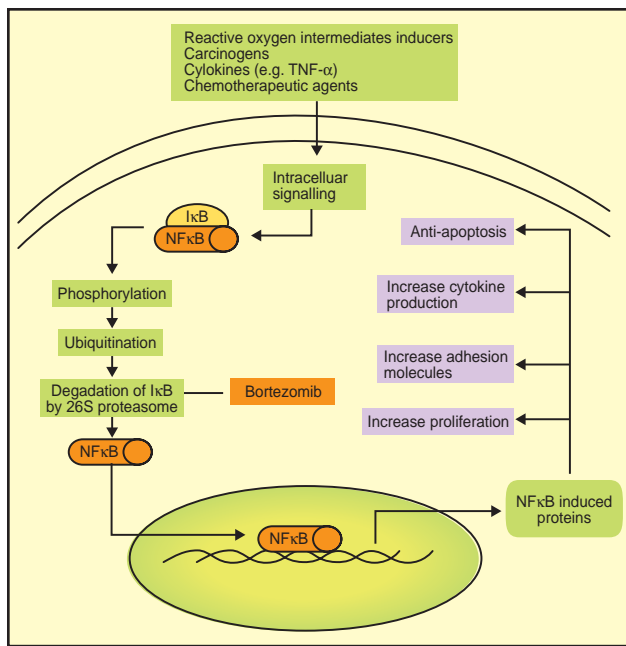 Reactive oxygen intermediates inducers
Carcinogens
Cylokines (e.g. TNF-α)
Chemotherapeutic agents
Intracelluar
signalling
IκB
NFκB
Phosphorylation
Ubiquitination
Degradation of IκB
by 26S proteasome
Bortezomib
NFκB
NFκB
NFκB induced
proteins
Anti-apoptosis
Increase cytokine
production
Increase adhesion
molecules
Increase proliferation